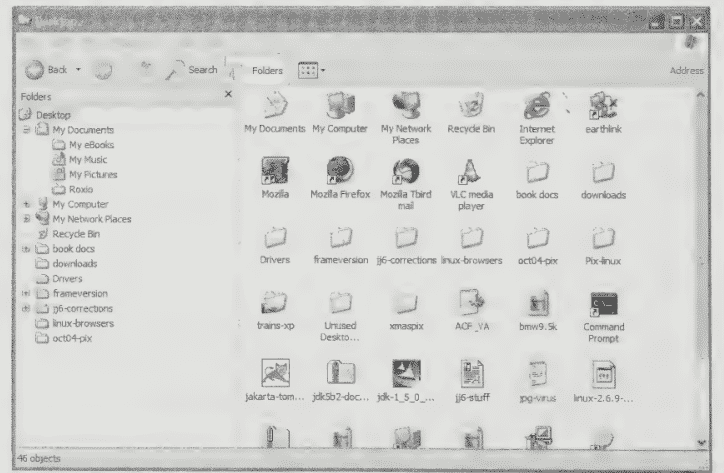 Desktop
Back
Search
Folders
Address
Folders
Desktop
My Documents
My eBooks
My Music
My Pictures
Roxio
My Computer
My Network Places
Recycle Bin
book docs
downloads
Drivers
frameversion
jj6-corrections
linux-browsers
oct04-pix
My Documents My Computer My Network Recycle Bin Internet earthlink
Places Explorer
Mozilla Mozilla Firefox Mozilla Tbird VLC media book docs downloads
mail player
Drivers frameversion jj6-corrections linux-browsers oct04-pix Pix-linux
trains-xp Unused xmaspix ACF_VA bmw9.5k Command
Deskto... Prompt
jakarta-tom... jdk5b2-doc... jdk-1_5_0_... jj6-stuff jpg-virus linux-2.6.9-...
46 objects